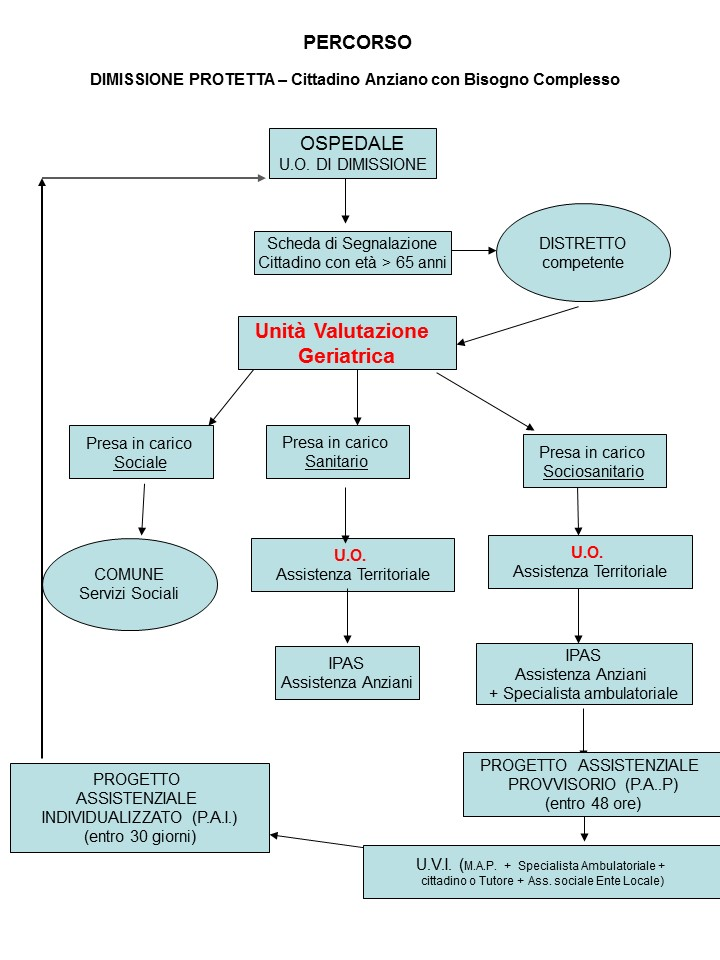 PERCORSO
DIMISSIONE PROTETTA – Cittadino Anziano con Bisogno Complesso
OSPEDALE
U.O. DI DIMISSIONE
Scheda di Segnalazione
Cittadino con età > 65 anni
DISTRETTO
competente
Unità Valutazione
Geriatrica
Presa in carico
Sociale
Presa in carico
Sanitario
Presa in carico
Sociosanitario
COMUNE
Servizi Sociali
U.O.
Assistenza Territoriale
U.O.
Assistenza Territoriale
IPAS
Assistenza Anziani
IPAS
Assistenza Anziani
+ Specialista ambulatoriale
PROGETTO ASSISTENZIALE
PROVVISORIO (P.A..P)
(entro 48 ore)
PROGETTO
ASSISTENZIALE
INDIVIDUALIZZATO (P.A.I.)
(entro 30 giorni)
U.V.I. (M.A.P. + Specialista Ambulatoriale +
cittadino o Tutore + Ass. sociale Ente Locale)